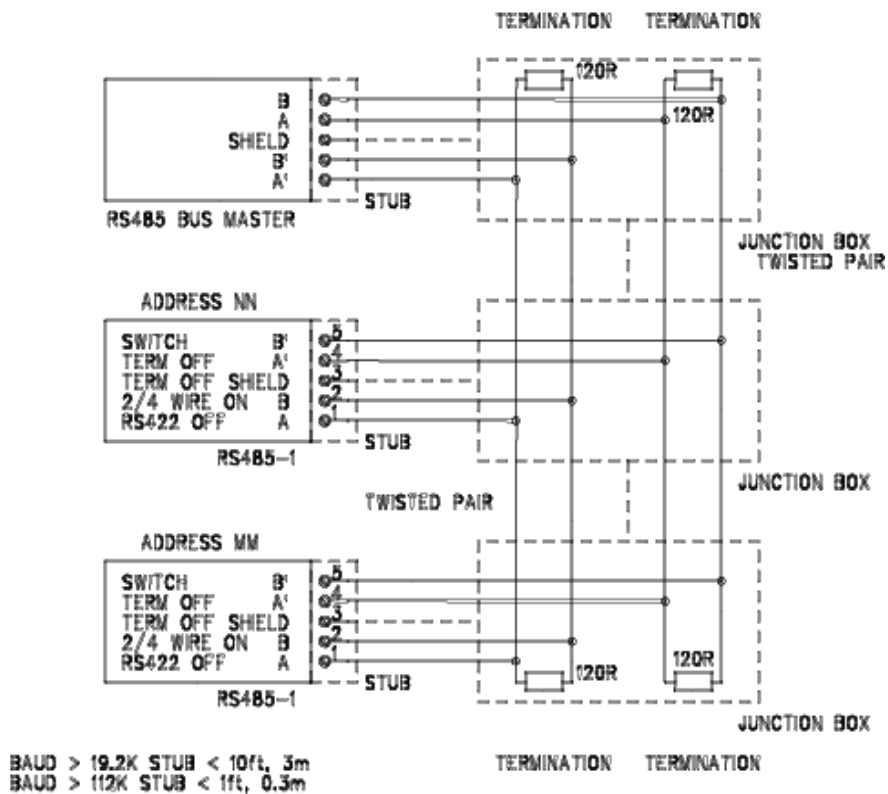 TERMINATION TERMINATION
120R
120R
B
A
SHIELD
B'
A'
STUB
RS485 BUS MASTER
JUNCTION BOX
TWISTED PAIR
ADDRESS NN
SWITCH B' 5
TERM OFF A' 4
TERM OFF SHIELD 3
2/4 WIRE ON B 2
RS422 OFF A 1
STUB
RS485-1
JUNCTION BOX
TWISTED PAIR
ADDRESS MM
SWITCH B' 5
TERM OFF A' 4
TERM OFF SHIELD 3
2/4 WIRE ON B 2
RS422 OFF A 1
120R
120R
STUB
RS485-1
JUNCTION BOX
BAUD > 19.2K STUB < 10ft, 3m
BAUD > 112K STUB < 1ft, 0.3m
TERMINATION TERMINATION